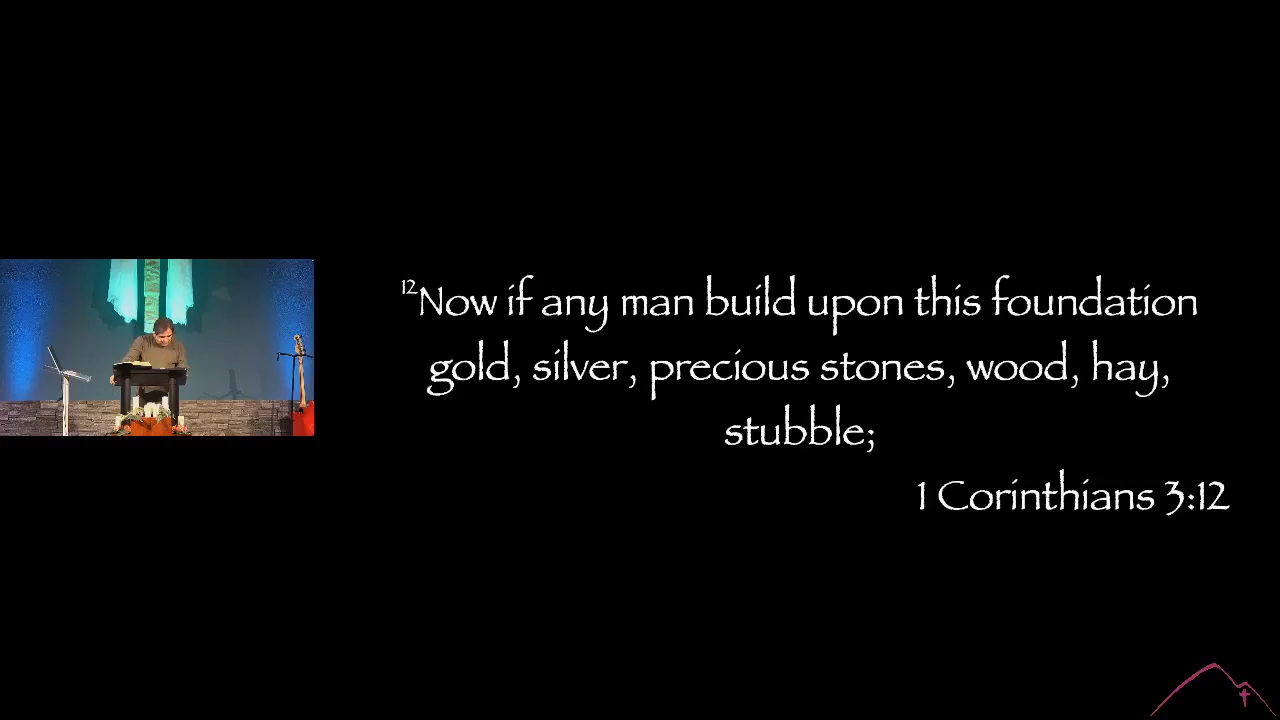 ¹²Now if any man build upon this foundation
gold, silver, precious stones, wood, hay,
stubble;
1 Corinthians 3:12